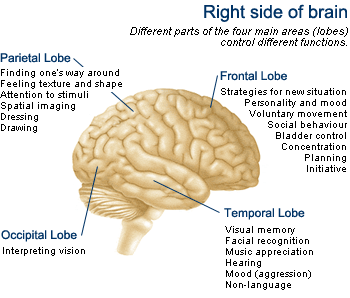 Right side of brain
Different parts of the four main areas (lobes)
control different functions.
Parietal Lobe
Finding one's way around
Feeling texture and shape
Attention to stimuli
Spatial imaging
Dressing
Drawing
Frontal Lobe
Strategies for new situation
Personality and mood
Voluntary movement
Social behaviour
Bladder control
Concentration
Planning
Initiative
Occipital Lobe
Interpreting vision
Temporal Lobe
Visual memory
Facial recognition
Music appreciation
Hearing
Mood (aggression)
Non-language